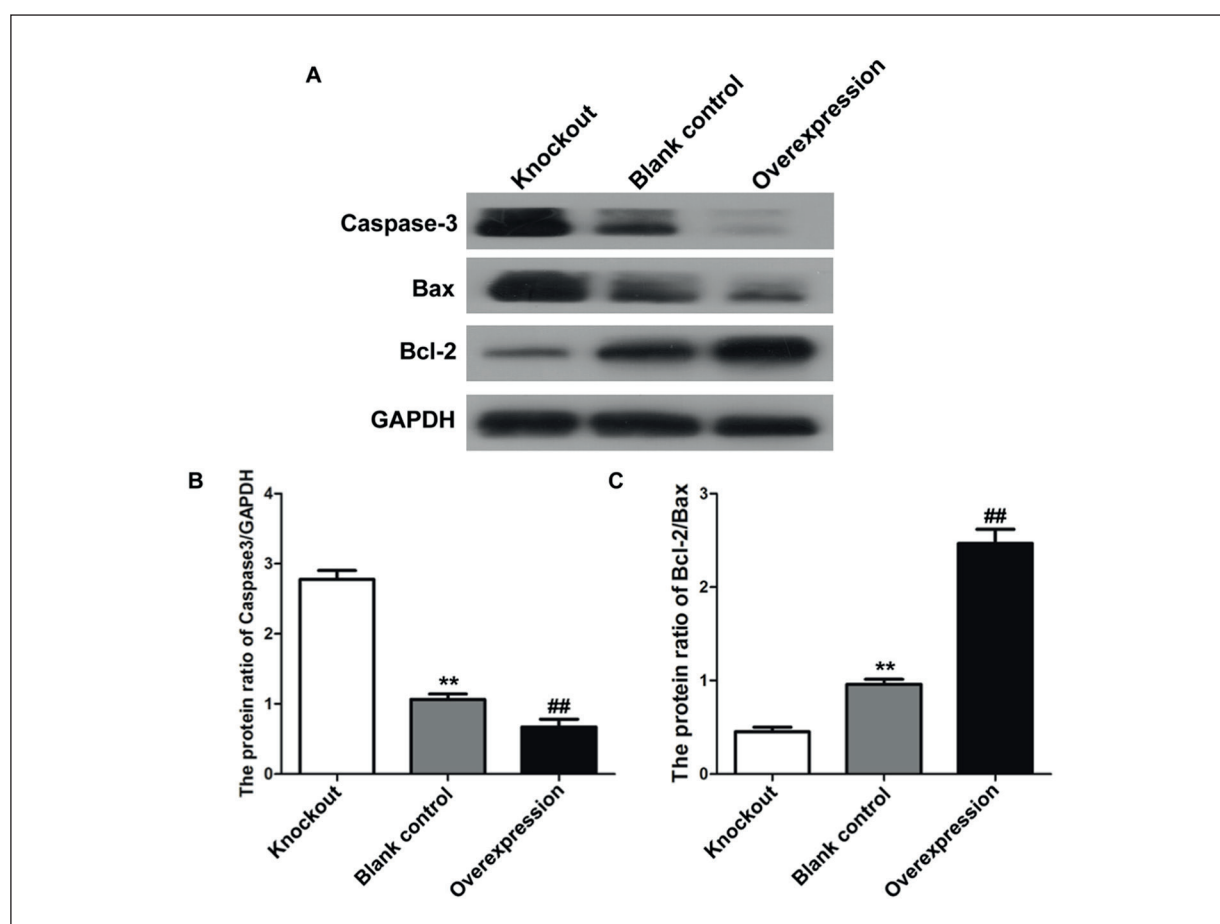 A
Knockout
Blank control
Overexpression
Caspase-3
Bax
Bcl-2
GAPDH
B
The protein ratio of Caspase3/GAPDH
4
3
2
1
0
**
##
Knockout
Blank control
Overexpression
C
The protein ratio of Bcl-2/Bax
3
2
1
0
**
##
Knockout
Blank control
Overexpression